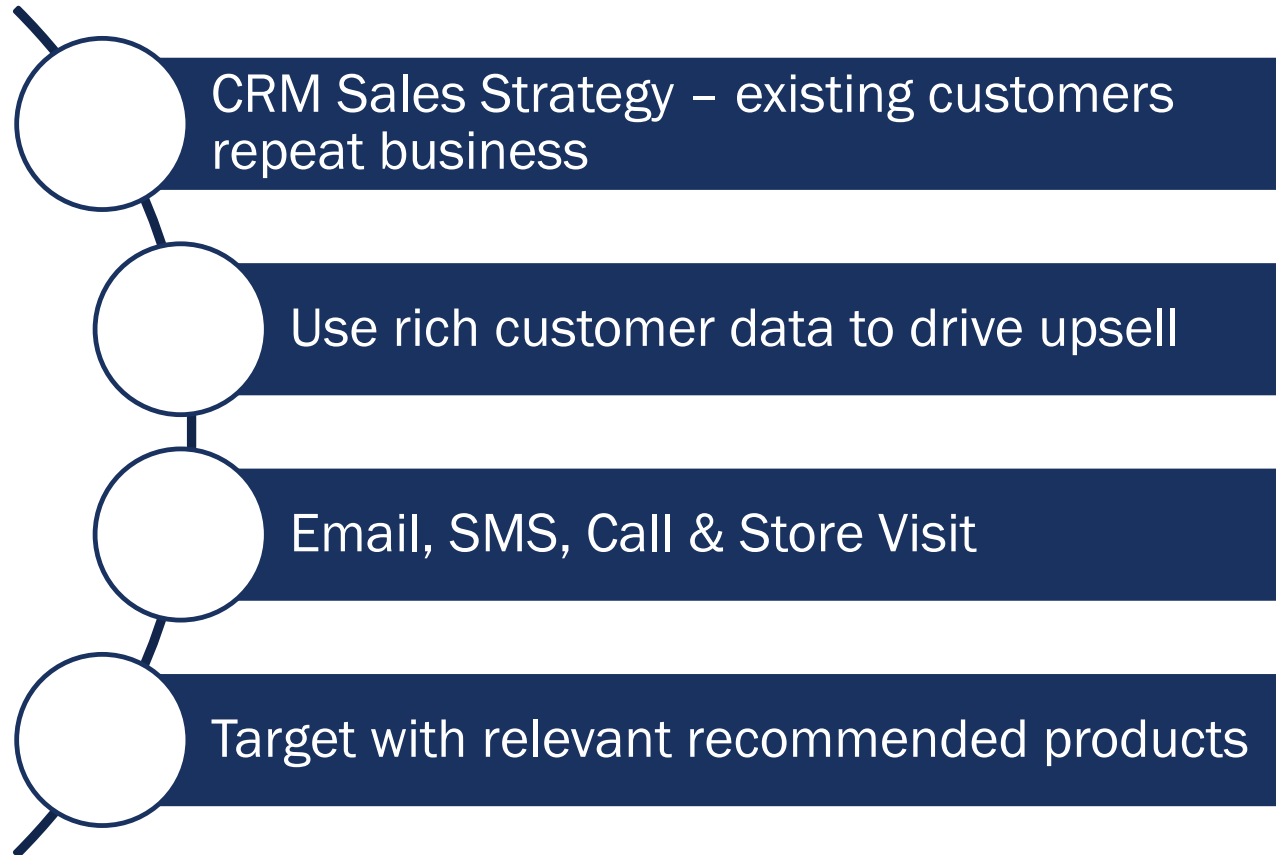 CRM Sales Strategy – existing customers
repeat business
Use rich customer data to drive upsell
Email, SMS, Call & Store Visit
Target with relevant recommended products